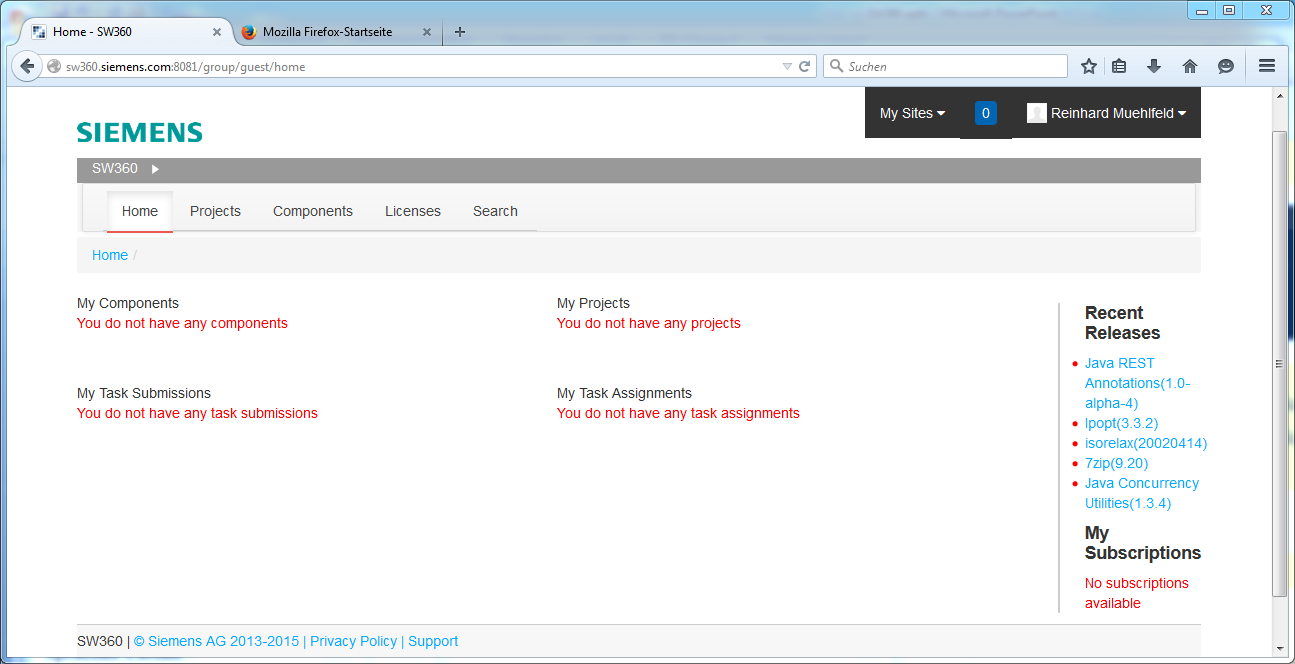 Home - SW360
Mozilla Firefox-Startseite
sw360.siemens.com:8081/group/guest/home
Suchen
SIEMENS
My Sites
0
Reinhard Muehlfeld
SW360
Home
Projects
Components
Licenses
Search
Home /
My Components
You do not have any components
My Projects
You do not have any projects
My Task Submissions
You do not have any task submissions
My Task Assignments
You do not have any task assignments
Recent
Releases
Java REST
Annotations(1.0-
alpha-4)
lpopt(3.3.2)
isorelax(20020414)
7zip(9.20)
Java Concurrency
Utilities(1.3.4)
My
Subscriptions
No subscriptions
available
SW360 | © Siemens AG 2013-2015 | Privacy Policy | Support